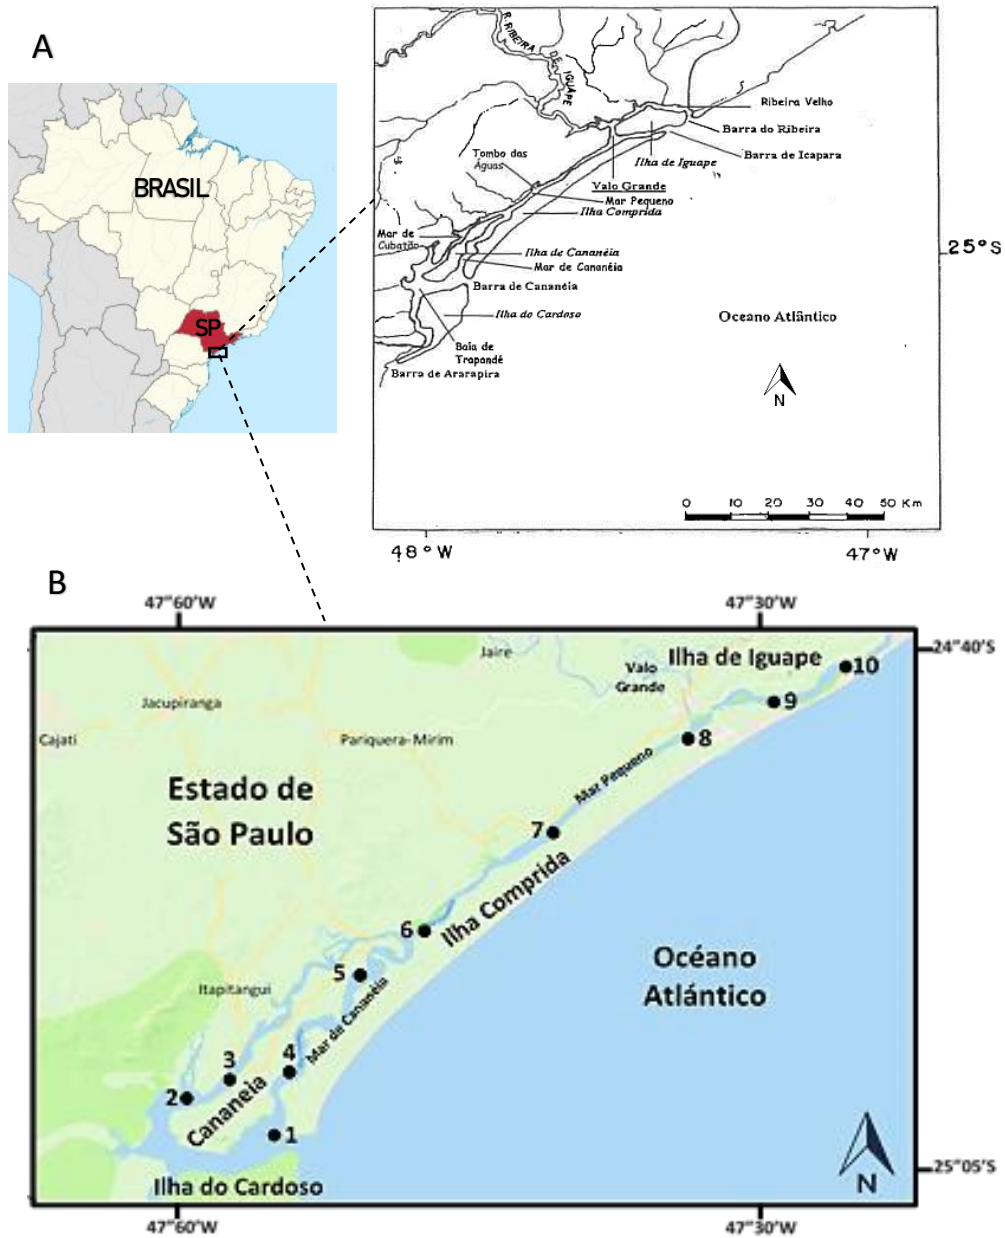 A
BRASIL
SP
R. RIBEIRA DE IGUAPE
Ribeira Velho
Barra do Ribeira
Barra de Icapara
Ilha de Iguape
Tombo das
Águas
Valo Grande
Mar Pequeno
Ilha Comprida
Mar de
Cubatão
Ilha de Cananéia
Mar de Cananéia
Barra de Cananéia
Ilha do Cardoso
Baía de
Trapandé
Barra de Ararapira
Oceano Atlântico
N
25°S
0 10 20 30 40 50 Km
48°W
47°W
B
47°60'W
47°30'W
24°40'S
Jaire
Valo
Grande
Ilha de Iguape
10
9
8
Jacupiranga
Cajati
Pariquera-Mirim
Mar Pequeno
Estado de
São Paulo
7
Ilha Comprida
6
5
Itapitangui
Mar de Cananéia
Océano
Atlántico
3
4
2
Cananeia
1
Ilha do Cardoso
N
25°05'S
47°60'W
47°30'W